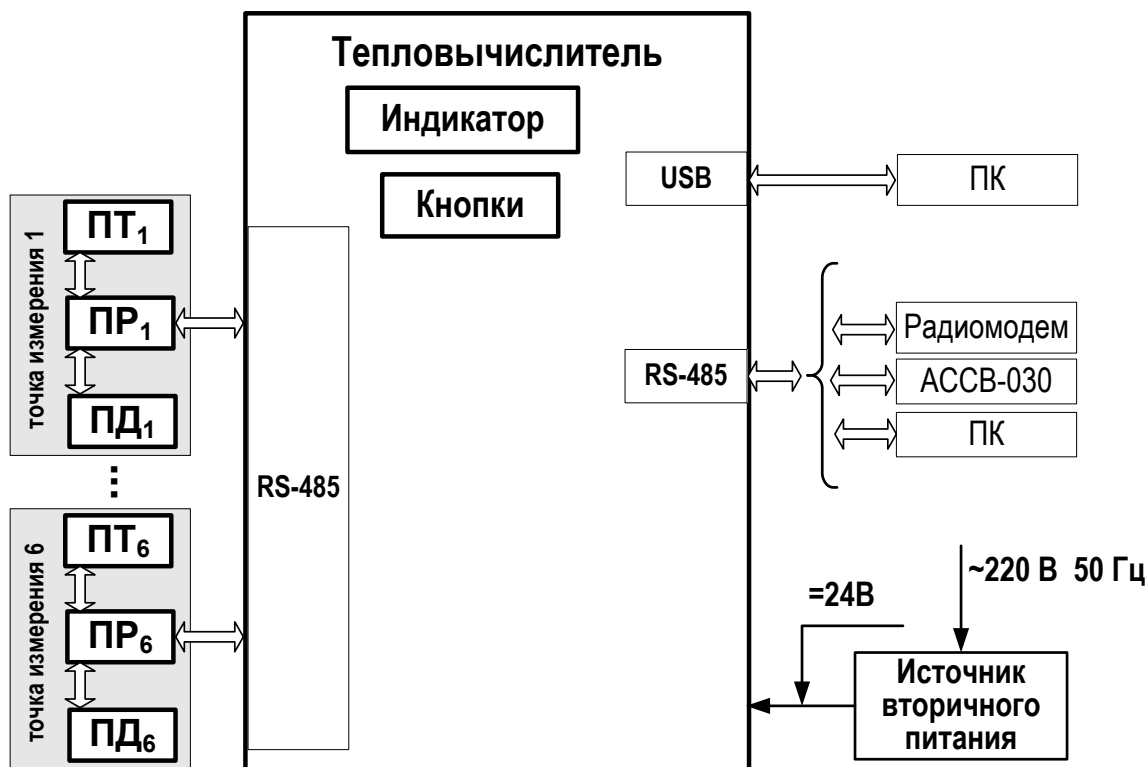 Тепловычислитель
Индикатор
Кнопки
точка измерения 1
ПТ₁
ПР₁
ПД₁
...
точка измерения 6
ПТ₆
ПР₆
ПД₆
RS-485
USB
ПК
RS-485
Радиомодем
АССВ-030
ПК
~220 В 50 Гц
=24В
Источник
вторичного
питания